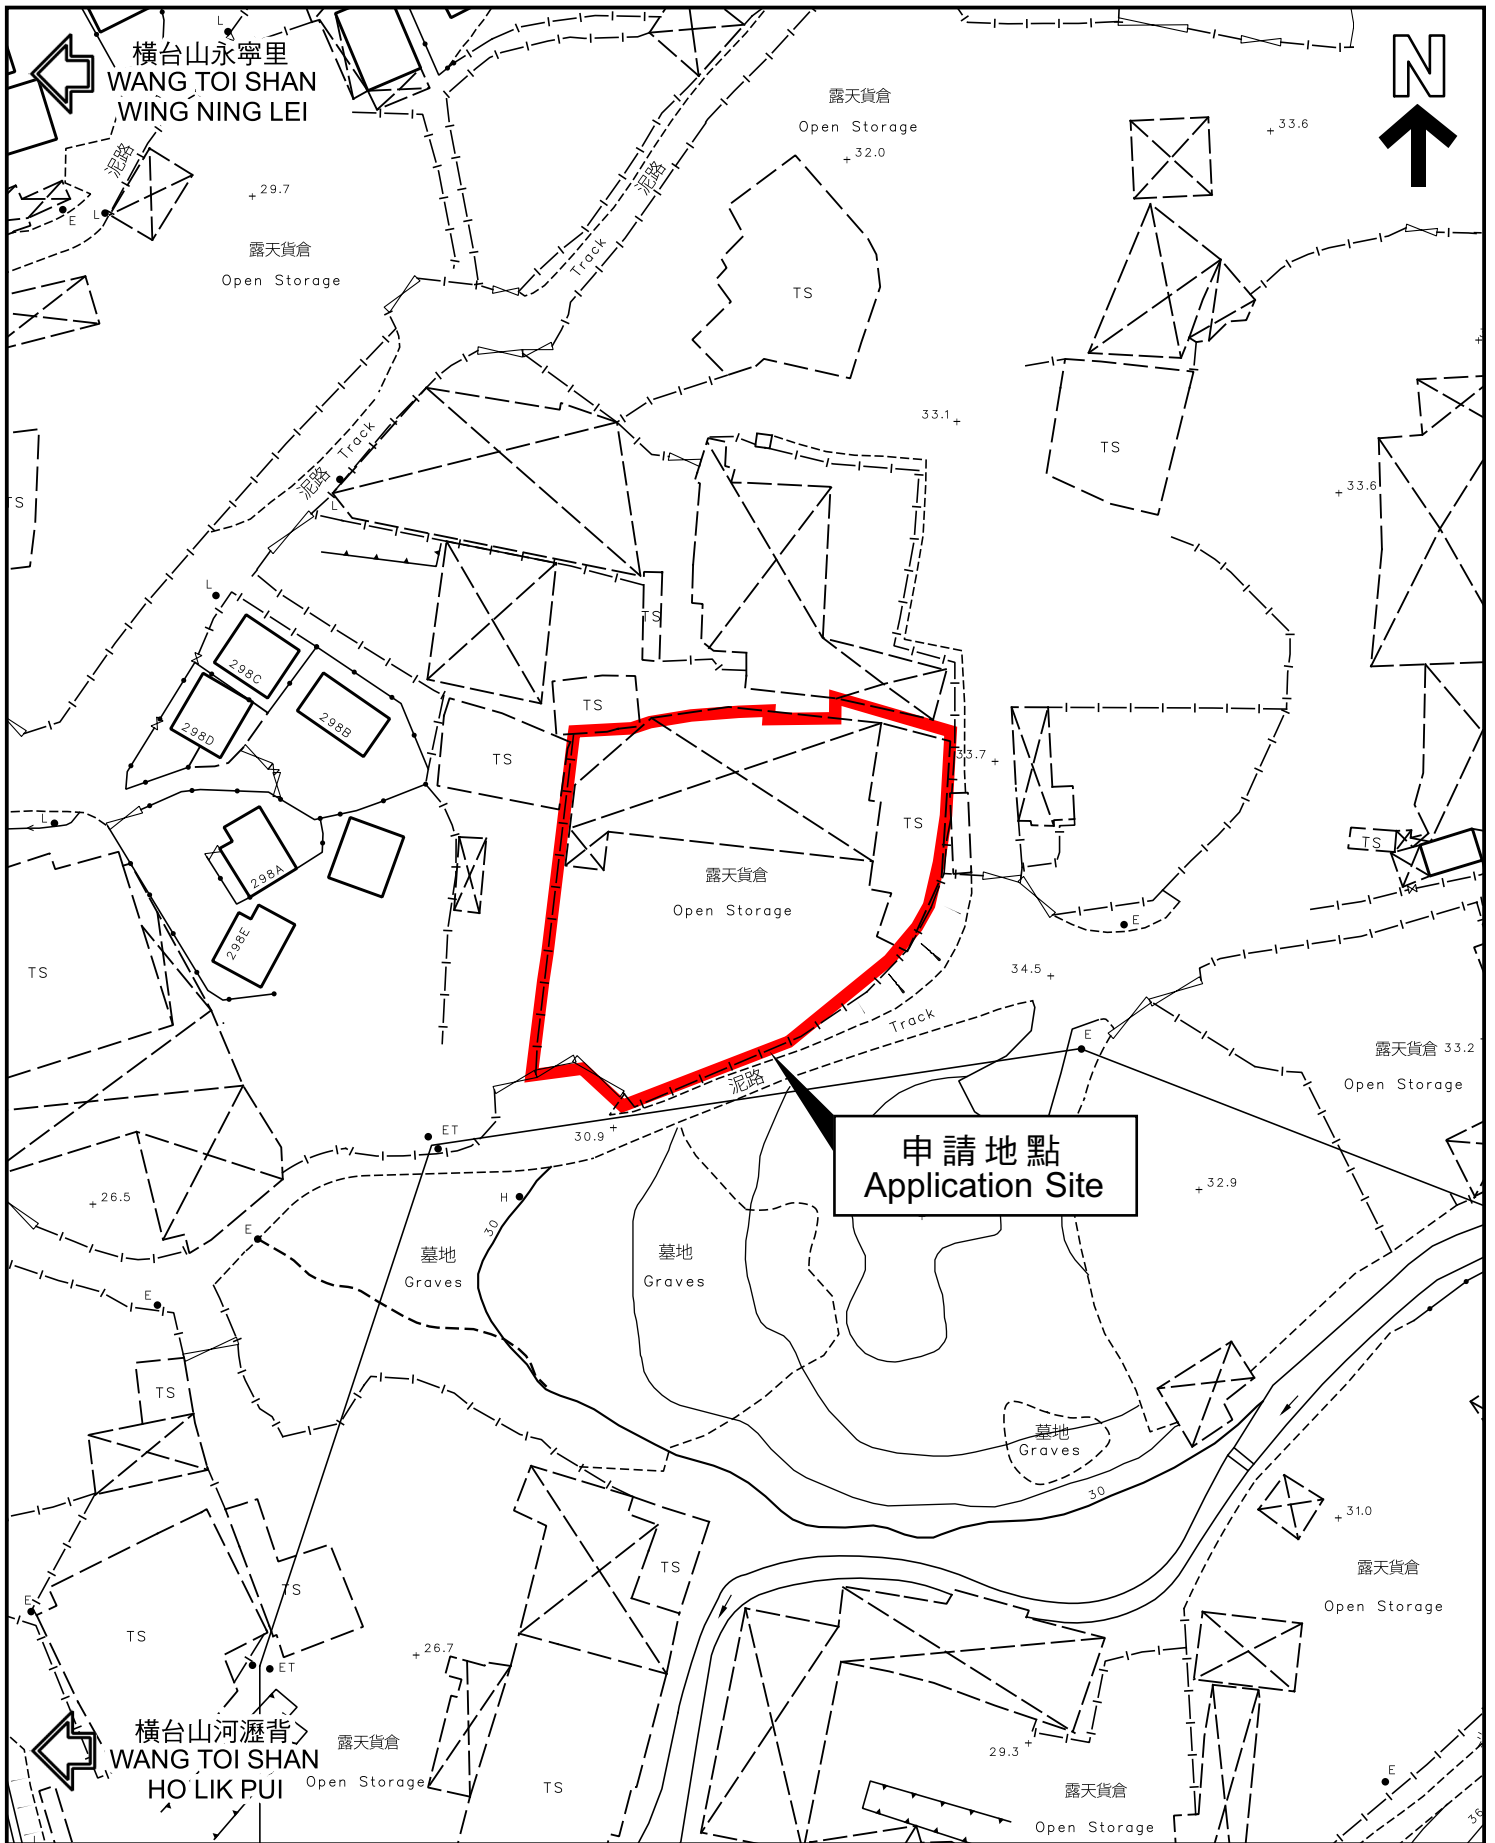 橫台山永寧里
WANG TOI SHAN
WING NING LEI
L
N
露天貨倉
Open Storage
32.0
33.6
泥路
泥路
Track
E
L
29.7
露天貨倉
Open Storage
TS
33.1
TS
33.6
TS
泥路
Track
L
L
TS
298C
298D
298B
TS
TS
33.7
L
TS
TS
298A
298E
露天貨倉
Open Storage
E
TS
34.5
Track
泥路
E
露天貨倉
33.2
Open Storage
ET
30.9
申請地點
Application Site
26.5
H
30
32.9
E
墓地
Graves
墓地
Graves
E
TS
墓地
Graves
30
31.0
E
TS
TS
TS
露天貨倉
Open Storage
26.7
ET
橫台山河瀝背
WANG TOI SHAN
HO LIK PUI
露天貨倉
Open Storage
TS
29.3
露天貨倉
Open Storage
E
36